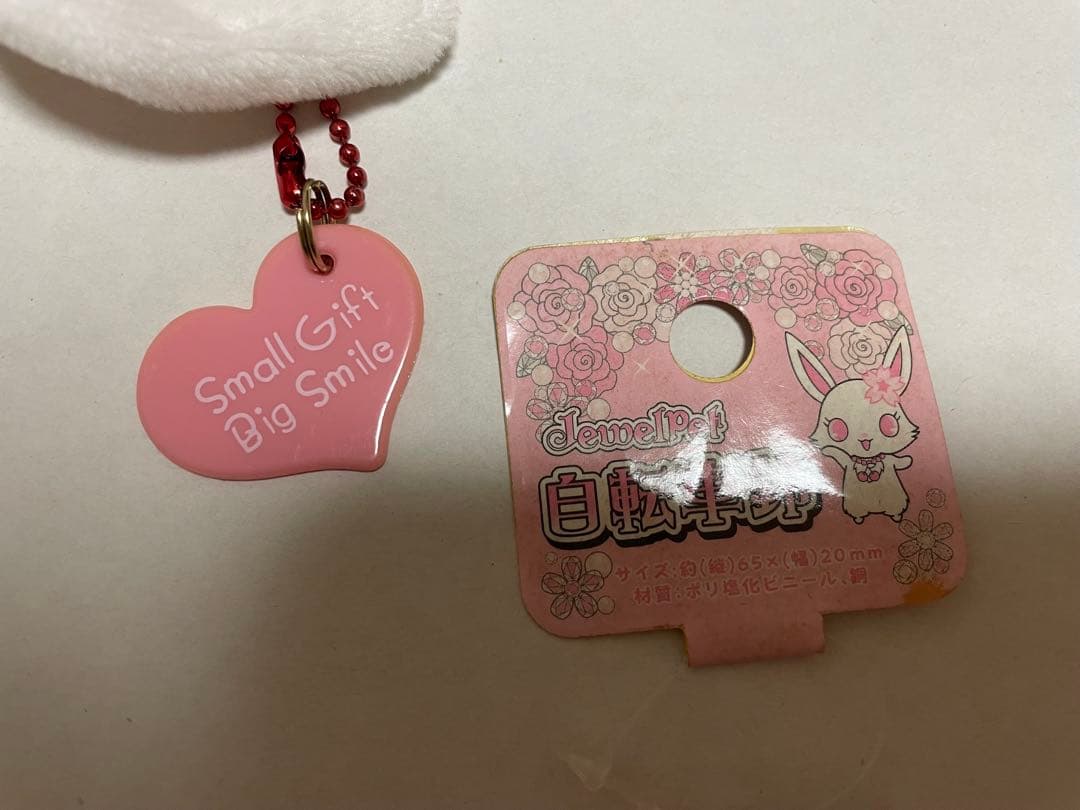 Small Gift
Big Smile
JewelPet
自転車
サイズ:約(縦)65×(幅)20mm
材質:ポリ塩化ビニール、銅